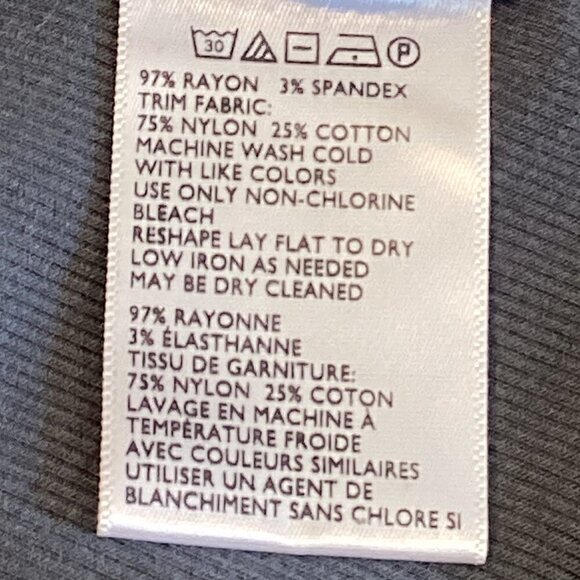 30 P
97% RAYON 3% SPANDEX
TRIM FABRIC:
75% NYLON 25% COTTON
MACHINE WASH COLD
WITH LIKE COLORS
USE ONLY NON-CHLORINE
BLEACH
RESHAPE LAY FLAT TO DRY
LOW IRON AS NEEDED
MAY BE DRY CLEANED
97% RAYONNE
3% ÉLASTHANNE
TISSU DE GARNITURE:
75% NYLON 25% COTON
LAVAGE EN MACHINE À
TEMPÉRATURE FROIDE
AVEC COULEURS SIMILAIRES
UTILISER UN AGENT DE
BLANCHIMENT SANS CHLORE SI